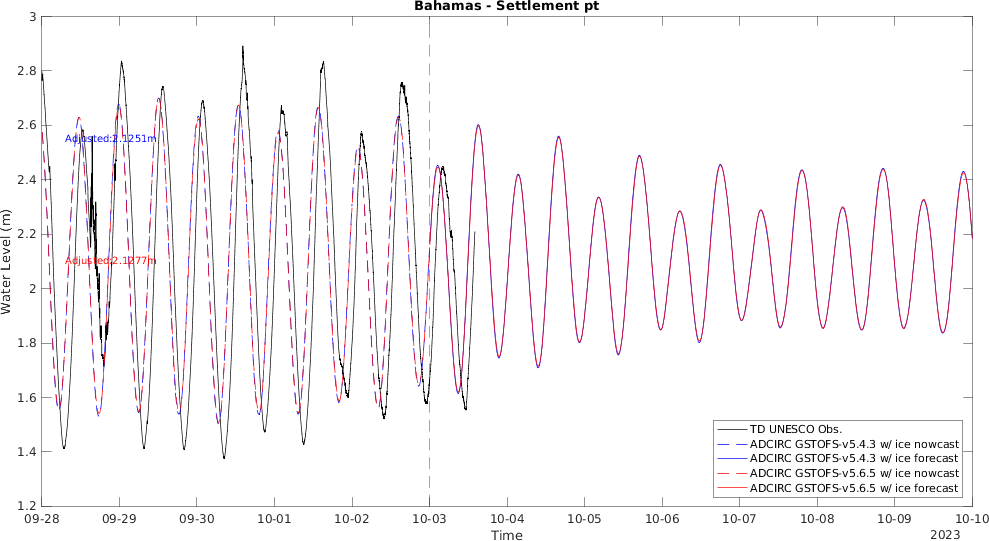 Bahamas - Settlement pt
3
2.8
2.6
2.4
2.2
2
1.8
1.6
1.4
1.2
Water Level (m)
Adjusted:2.1251m
Adjusted:2.1277m
TD UNESCO Obs.
ADCIRC GSTOFS-v5.4.3 w/ ice nowcast
ADCIRC GSTOFS-v5.4.3 w/ ice forecast
ADCIRC GSTOFS-v5.6.5 w/ ice nowcast
ADCIRC GSTOFS-v5.6.5 w/ ice forecast
09-28 09-29 09-30 10-01 10-02 10-03 10-04 10-05 10-06 10-07 10-08 10-09 10-10
Time
2023